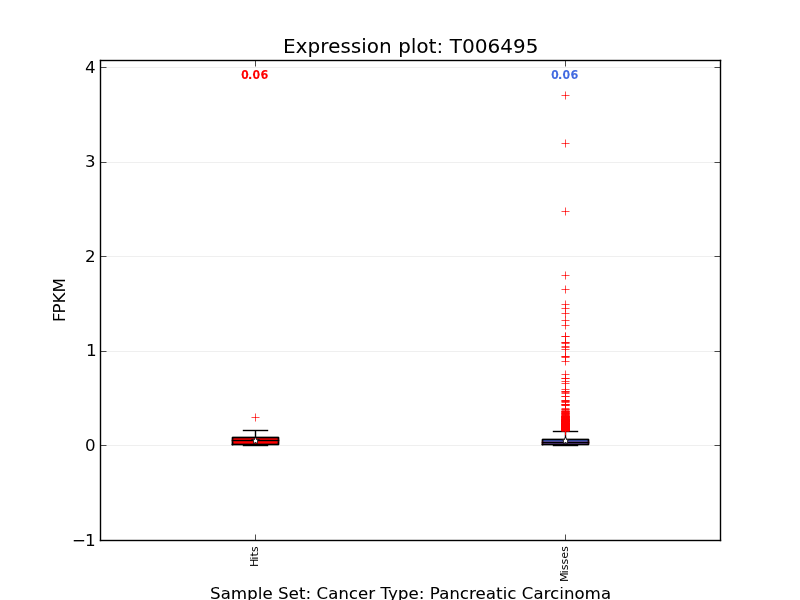 Expression plot: T006495
4
0.06
0.06
3
2
FPKM
1
0
−1
Hits
Misses
Sample Set: Cancer Type: Pancreatic Carcinoma